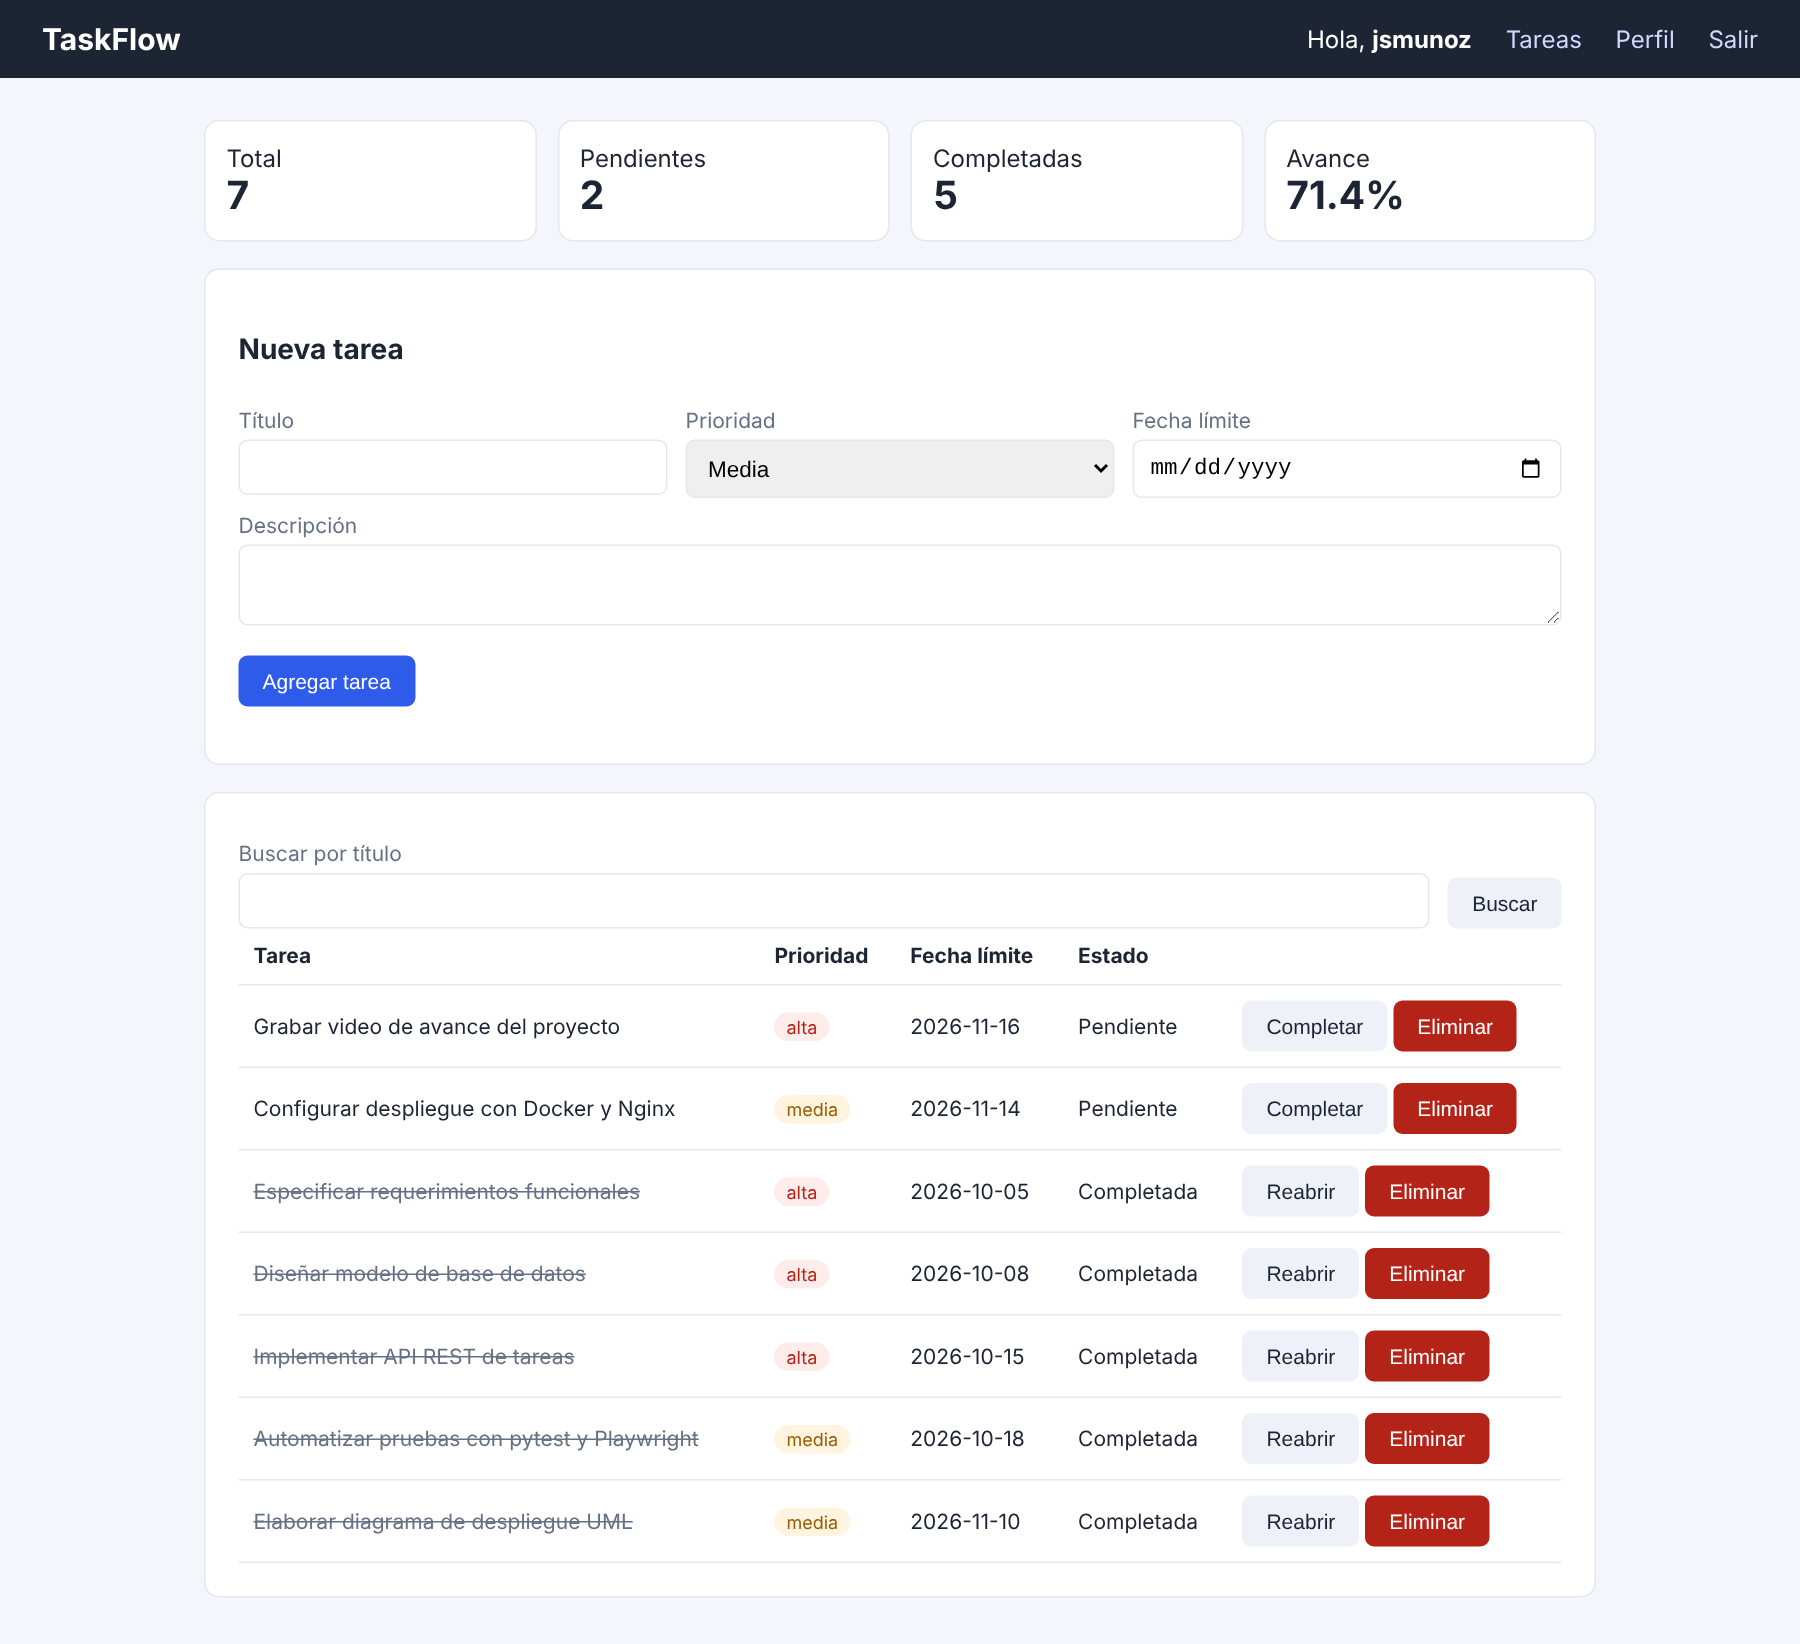 TaskFlow
Hola, jsmunoz Tareas Perfil Salir
Total Pendientes Completadas Avance
7 2 5 71.4%
Nueva tarea
Título Prioridad Fecha límite
Media mm/dd/yyyy
Descripción
Agregar tarea
Buscar por título
Buscar
Tarea Prioridad Fecha límite Estado
Grabar video de avance del proyecto alta 2026-11-16 Pendiente Completar Eliminar
Configurar despliegue con Docker y Nginx media 2026-11-14 Pendiente Completar Eliminar
Especificar requerimientos funcionales alta 2026-10-05 Completada Reabrir Eliminar
Diseñar modelo de base de datos alta 2026-10-08 Completada Reabrir Eliminar
Implementar API REST de tareas alta 2026-10-15 Completada Reabrir Eliminar
Automatizar pruebas con pytest y Playwright media 2026-10-18 Completada Reabrir Eliminar
Elaborar diagrama de despliegue UML media 2026-11-10 Completada Reabrir Eliminar